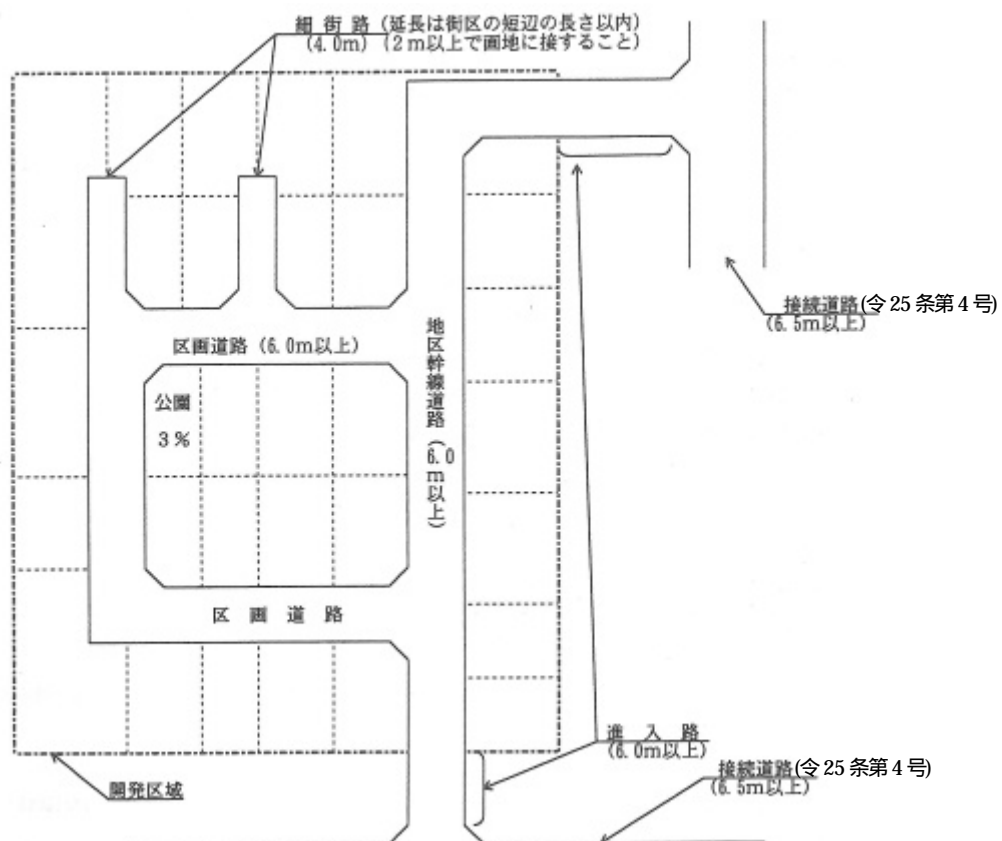 細街路(延長は街区の短辺の長さ以内)
(4.0m)(2m以上で画地に接すること)
接続道路(令25条第4号)
(6.5m以上)
区画道路(6.0m以上)
地区幹線道路(6.0m以上)
公園
3%
区画道路
進入路
(6.0m以上)
接続道路(令25条第4号)
(6.5m以上)
開発区域